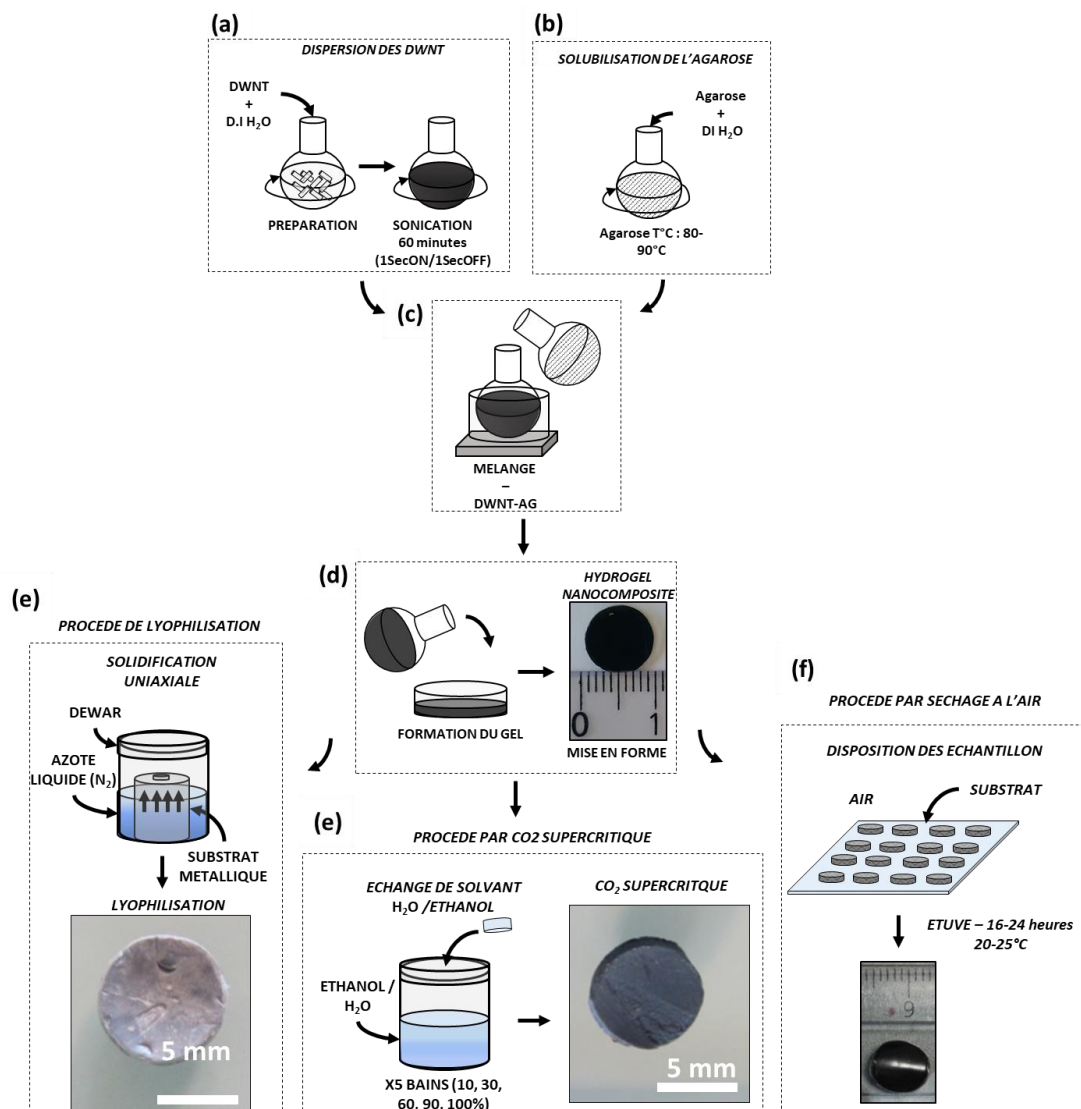 (a)
DISPERSION DES DWNT
DWNT
+
D.I H₂O
PREPARATION
SONICATION
60 minutes
(1SecON/1SecOFF)
(b)
SOLUBILISATION DE L'AGAROSE
Agarose
+
DI H₂O
Agarose T°C : 80-
90°C
(c)
MELANGE
–
DWNT-AG
(d)
HYDROGEL
NANOCOMPOSITE
0 1
FORMATION DU GEL
MISE EN FORME
(e)
PROCEDE DE LYOPHILISATION
SOLIDIFICATION
UNIAXIALE
DEWAR
AZOTE
LIQUIDE (N₂)
SUBSTRAT
METALLIQUE
LYOPHILISATION
5 mm
(e)
PROCEDE PAR CO2 SUPERCRITIQUE
ECHANGE DE SOLVANT
H₂O /ETHANOL
ETHANOL /
H₂O
X5 BAINS (10, 30,
60, 90, 100%)
CO₂ SUPERCRITQUE
5 mm
(f)
PROCEDE PAR SECHAGE A L'AIR
DISPOSITION DES ECHANTILLON
AIR
SUBSTRAT
ETUVE – 16-24 heures
20-25°C
9